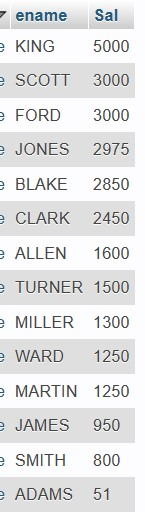 ename Sal
e KING 5000
e SCOTT 3000
e FORD 3000
e JONES 2975
e BLAKE 2850
e CLARK 2450
e ALLEN 1600
e TURNER 1500
e MILLER 1300
e WARD 1250
e MARTIN 1250
e JAMES 950
e SMITH 800
e ADAMS 51